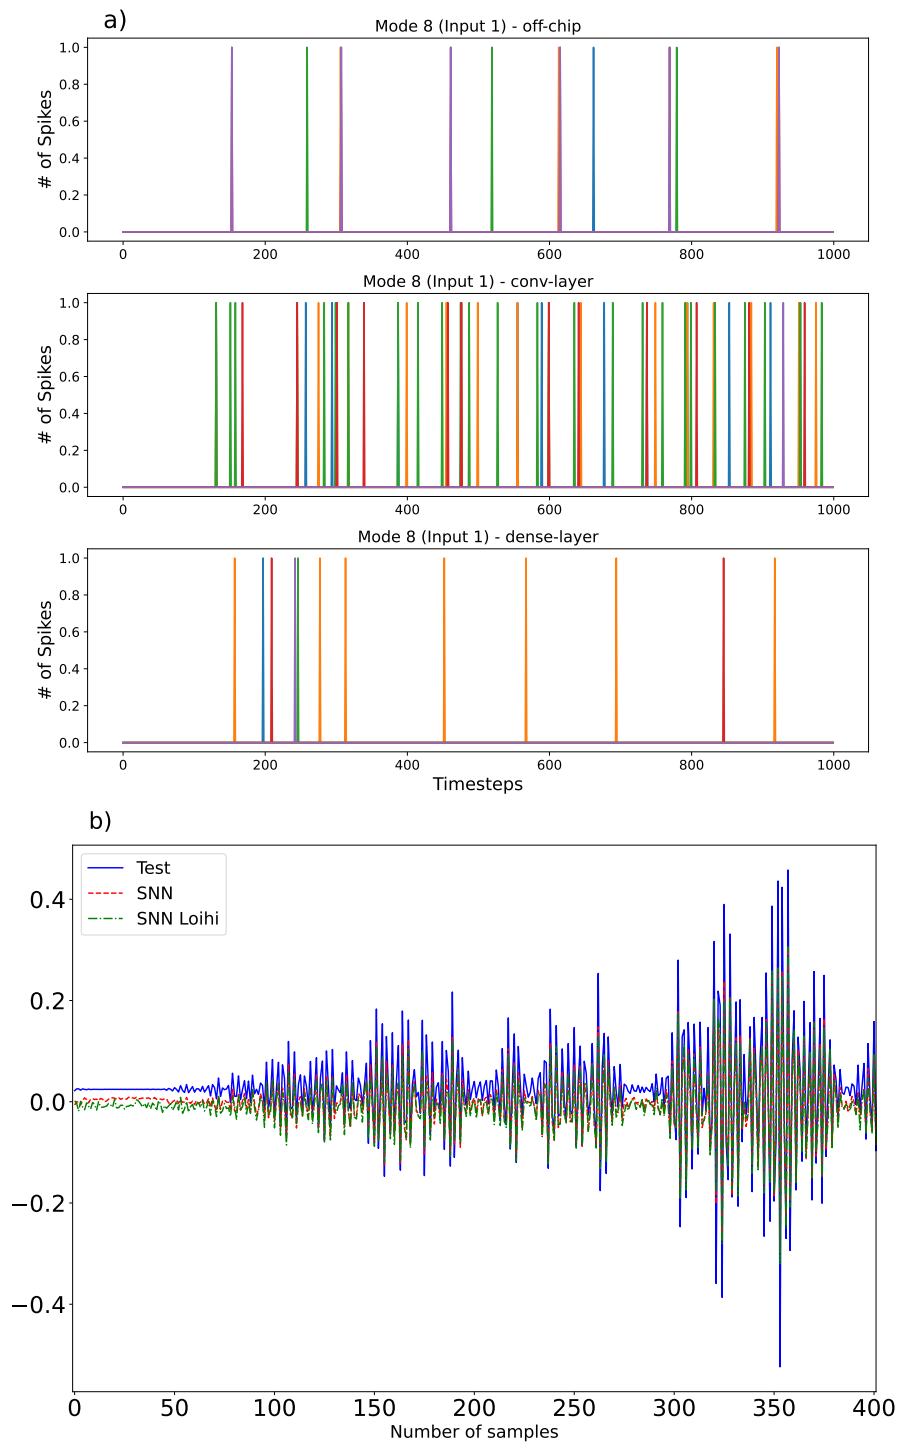 a)
Mode 8 (Input 1) - off-chip
# of Spikes
1.0
0.8
0.6
0.4
0.2
0.0
0 200 400 600 800 1000
Mode 8 (Input 1) - conv-layer
# of Spikes
1.0
0.8
0.6
0.4
0.2
0.0
0 200 400 600 800 1000
Mode 8 (Input 1) - dense-layer
# of Spikes
1.0
0.8
0.6
0.4
0.2
0.0
0 200 400 600 800 1000
Timesteps
b)
Test
SNN
SNN Loihi
0.4
0.2
0.0
−0.2
−0.4
0 50 100 150 200 250 300 350 400
Number of samples